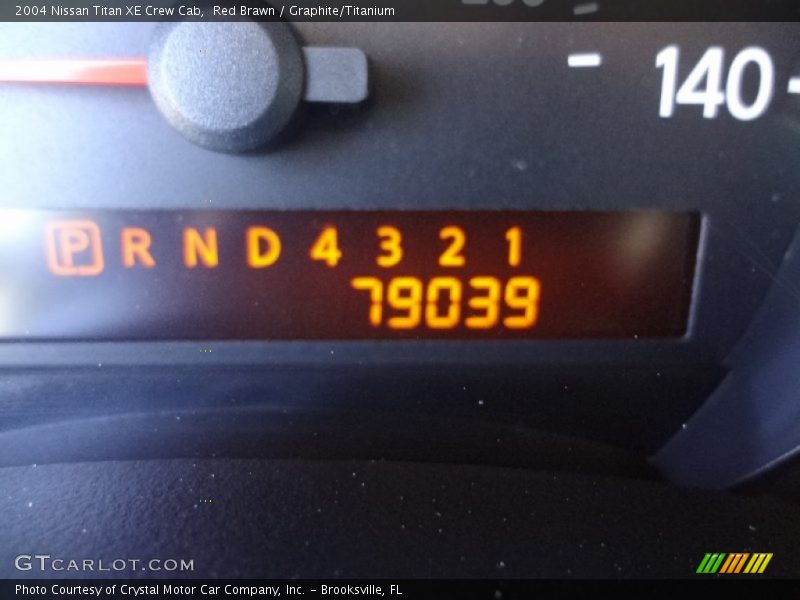 2004 Nissan Titan XE Crew Cab,  Red Brawn / Graphite/Titanium
140
P R N D 4 3 2 1
79039
GTCARLOT.COM
Photo Courtesy of Crystal Motor Car Company, Inc. – Brooksville, FL